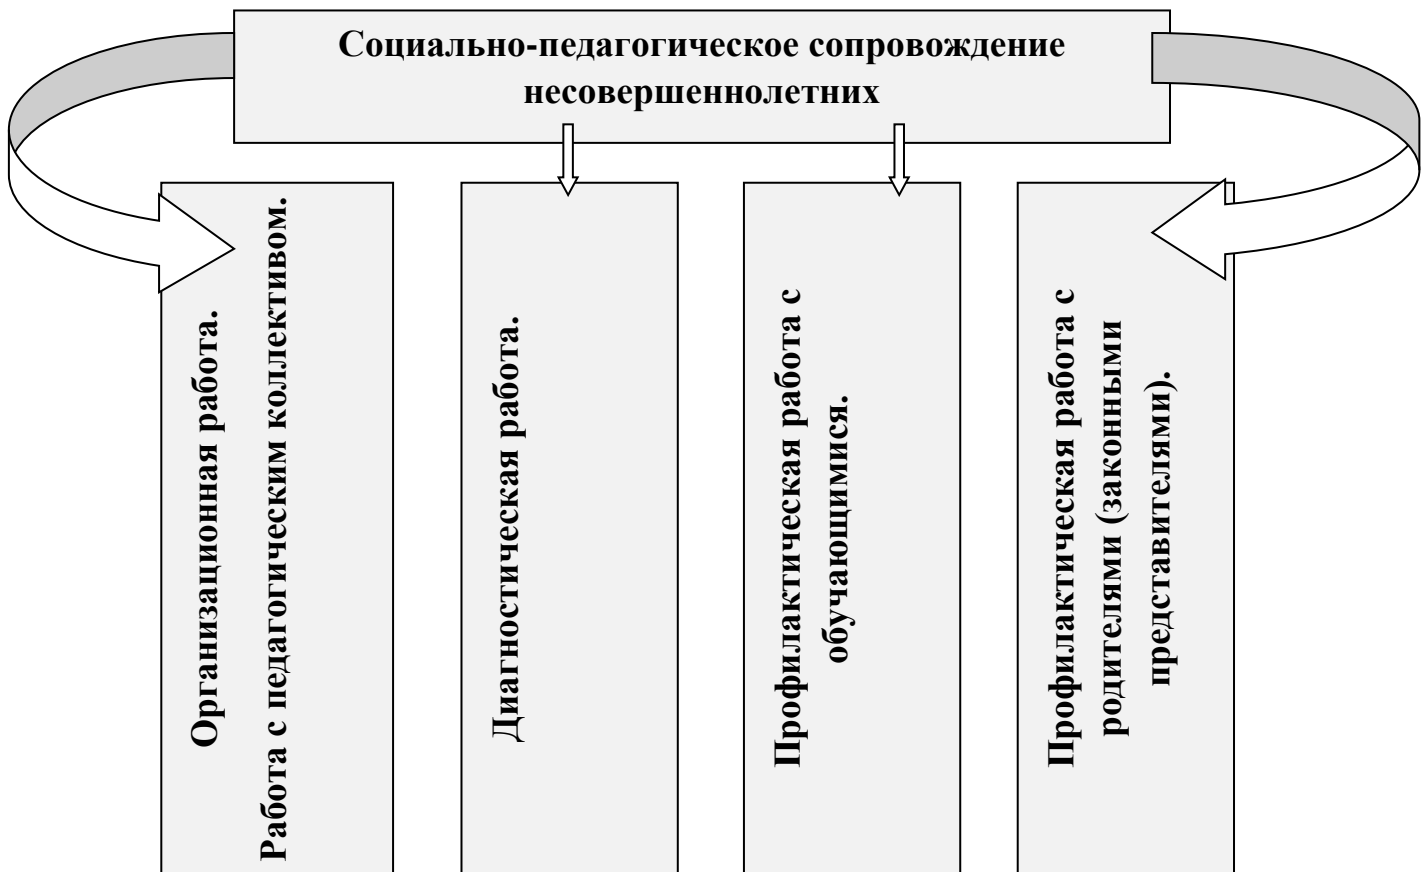 Социально-педагогическое сопровождение
несовершеннолетних
Организационная работа.
Работа с педагогическим коллективом.
Диагностическая работа.
Профилактическая работа с
обучающимися.
Профилактическая работа с
родителями (законными
представителями).